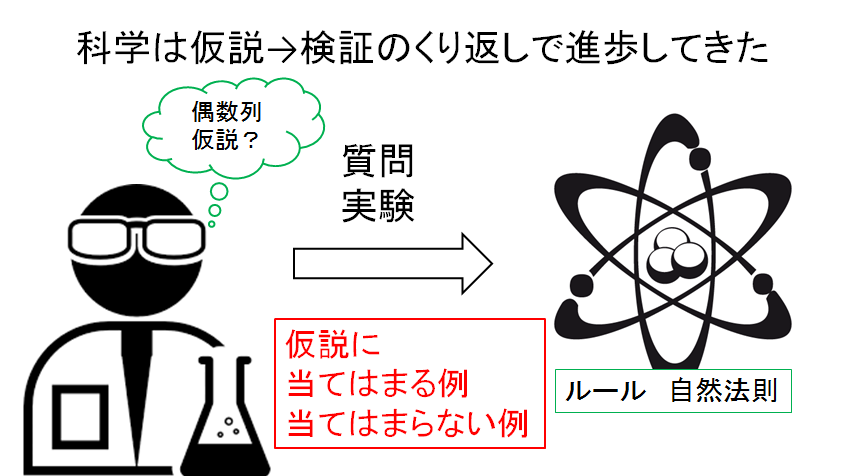 科学は仮説→検証のくり返しで進歩してきた
偶数列
仮説？
質問
実験
仮説に
当てはまる例
当てはまらない例
ルール　自然法則